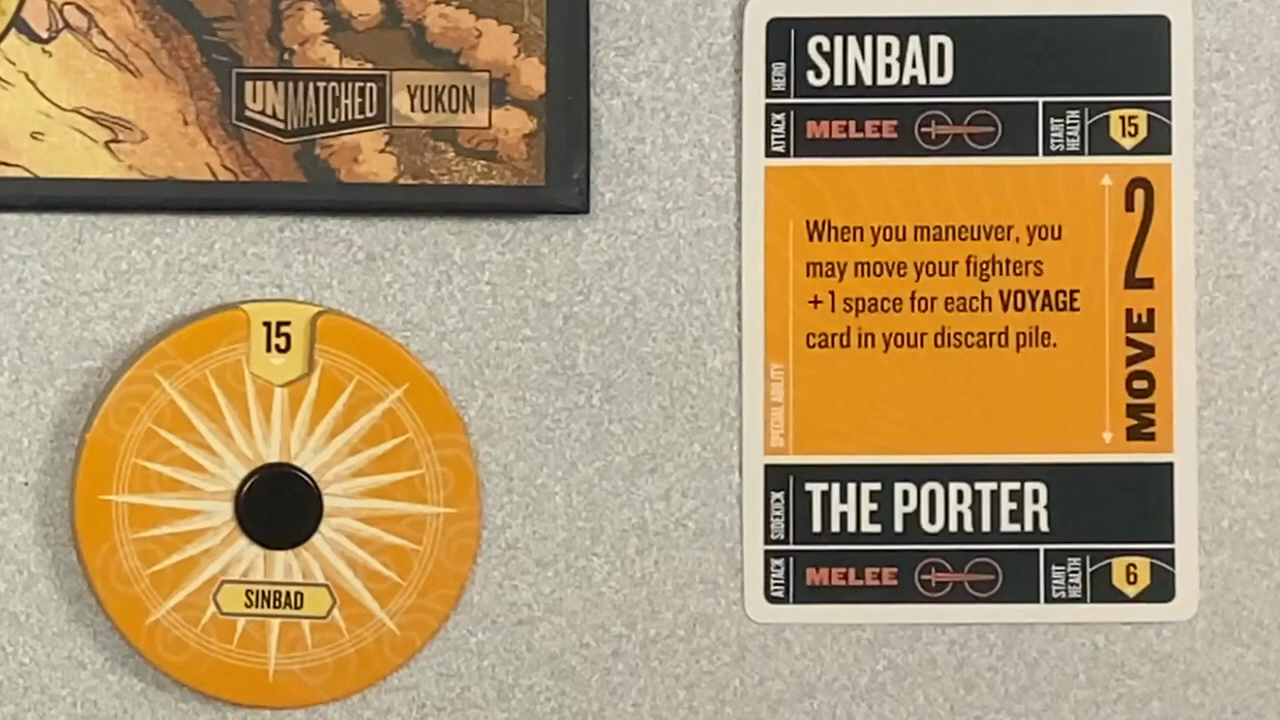 UNMATCHED YUKON
15
SINBAD
HERO
SINBAD
ATTACK
MELEE
START HEALTH
15
When you maneuver, you
may move your fighters
+1 space for each VOYAGE
card in your discard pile.
SPECIAL ABILITY
MOVE 2
SIDEKICK
THE PORTER
ATTACK
MELEE
START HEALTH
6